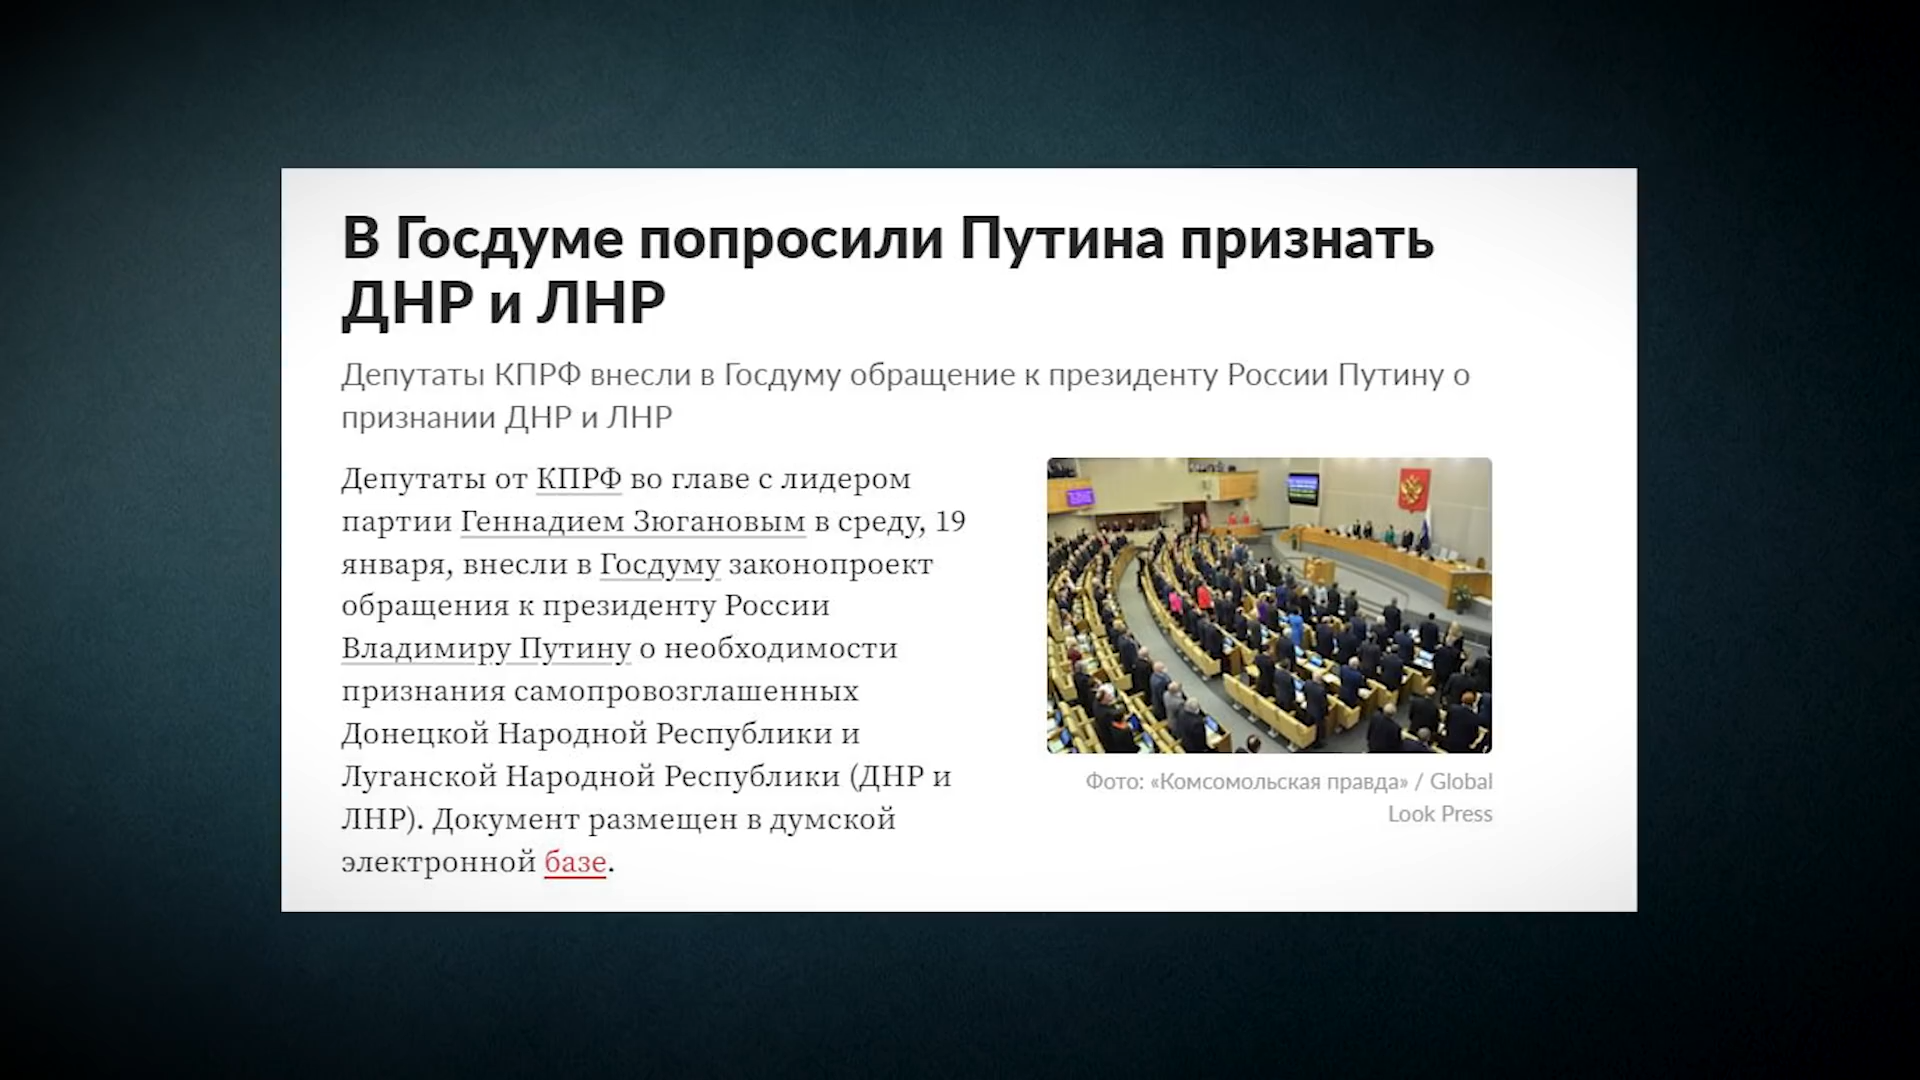 В Госдуме попросили Путина признать
ДНР и ЛНР
Депутаты КПРФ внесли в Госдуму обращение к президенту России Путину о
признании ДНР и ЛНР
Депутаты от КПРФ во главе с лидером
партии Геннадием Зюгановым в среду, 19
января, внесли в Госдуму законопроект
обращения к президенту России
Владимиру Путину о необходимости
признания самопровозглашенных
Донецкой Народной Республики и
Луганской Народной Республики (ДНР и
ЛНР). Документ размещен в думской
электронной базе.
Фото: «Комсомольская правда» / Global
Look Press